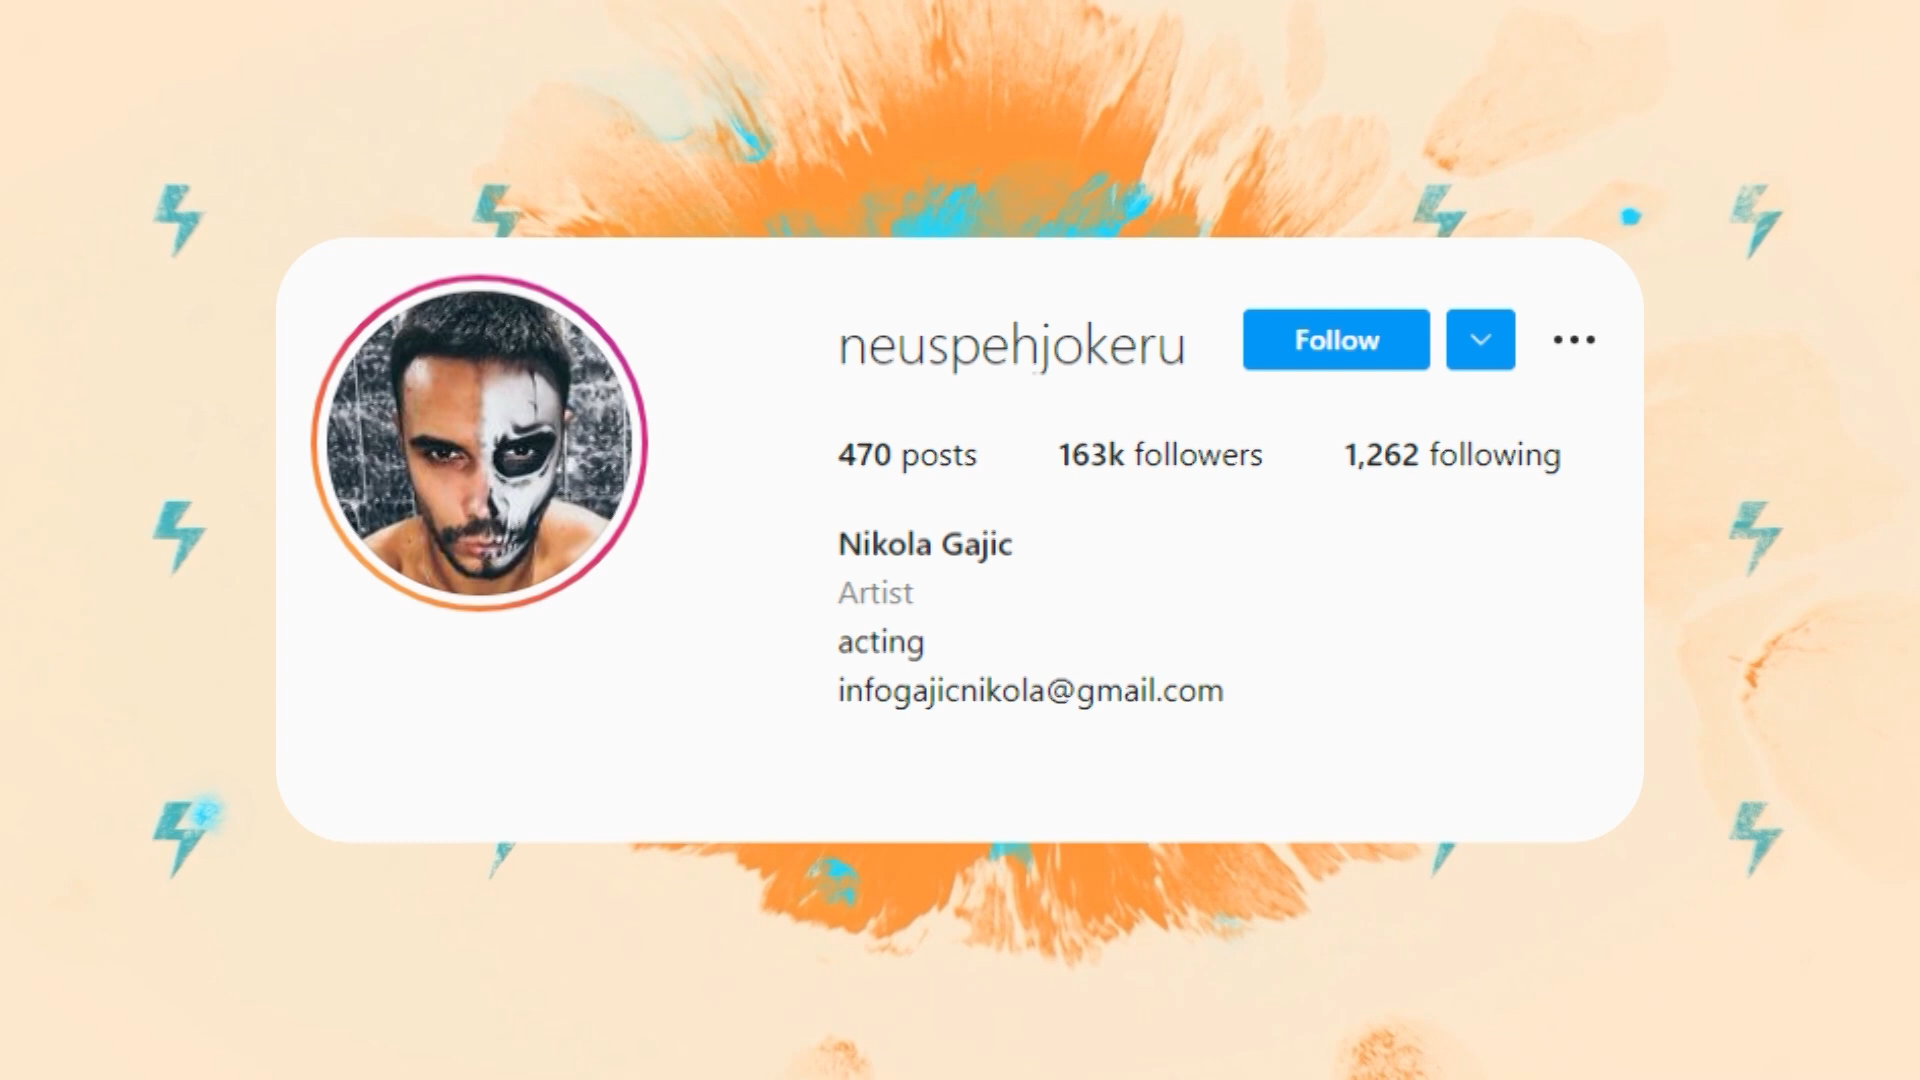 neuspehjokeru Follow
470 posts 163k followers 1,262 following
Nikola Gajic
Artist
acting
infogajicnikola@gmail.com